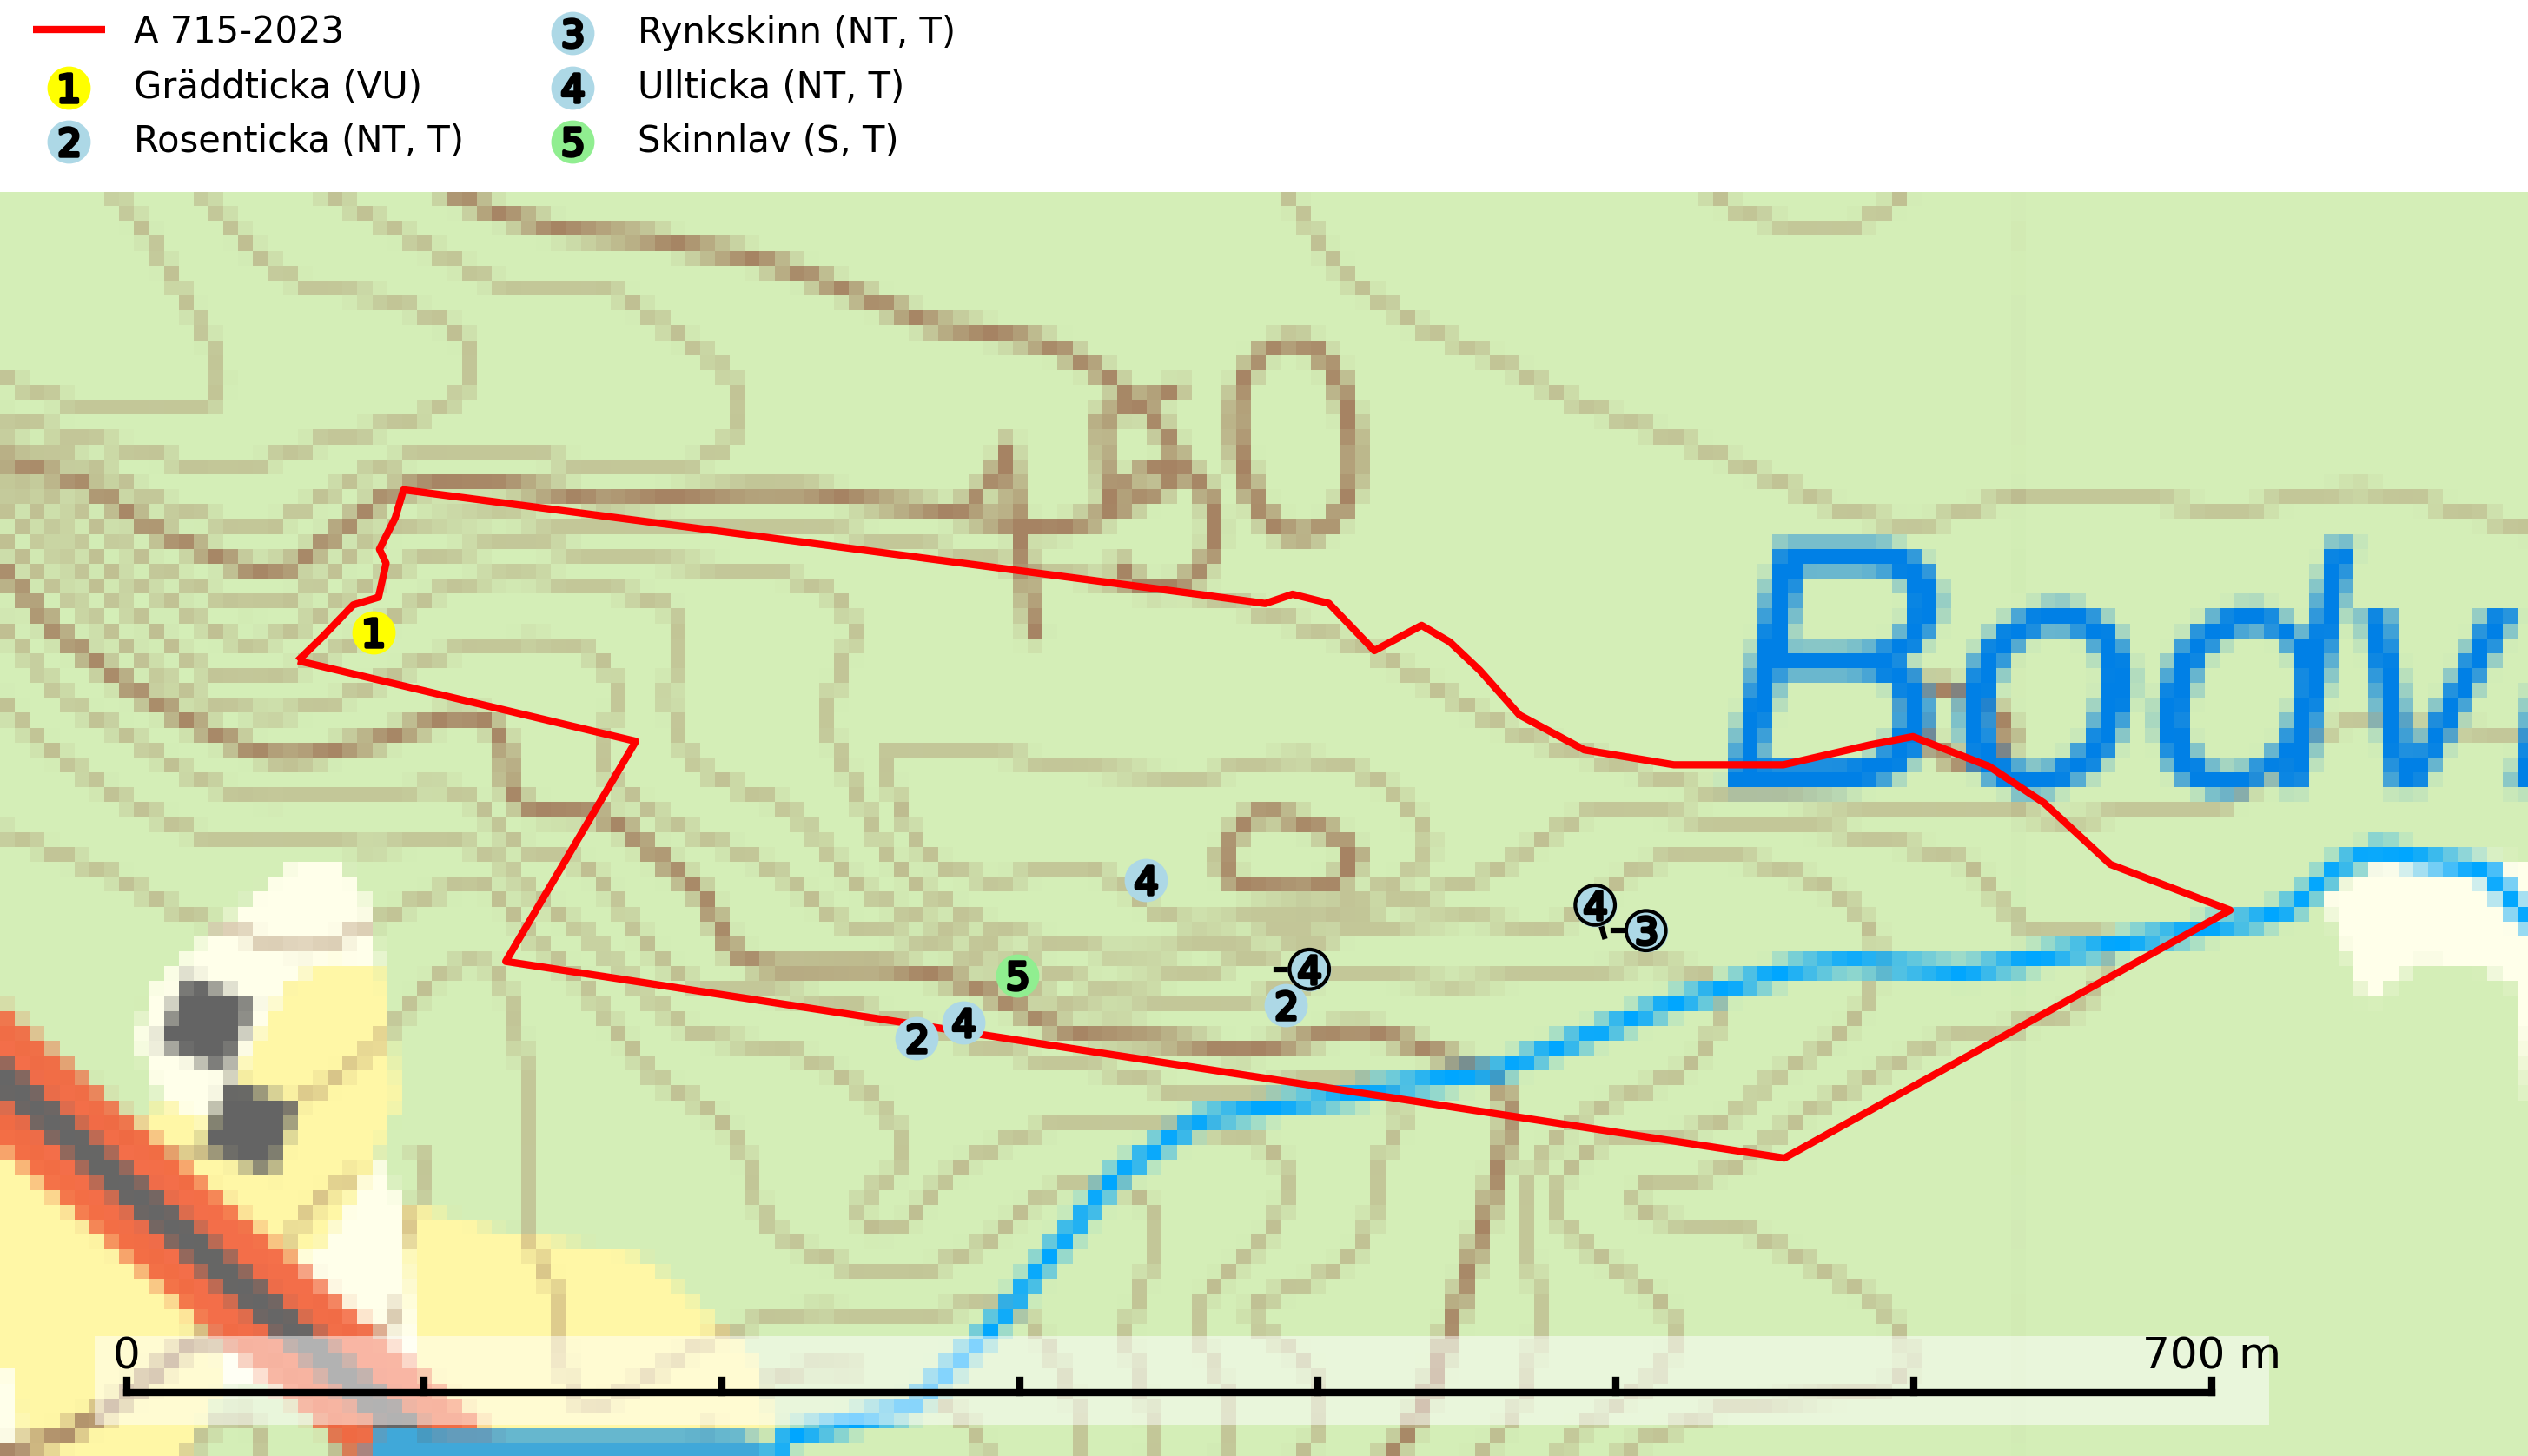 A 715-2023
1 Gräddticka (VU)
2 Rosenticka (NT, T)
3 Rynkskinn (NT, T)
4 Ullticka (NT, T)
5 Skinnlav (S, T)
150
Bodv
1
4
4
3
5
4
2
4
2
0
700 m